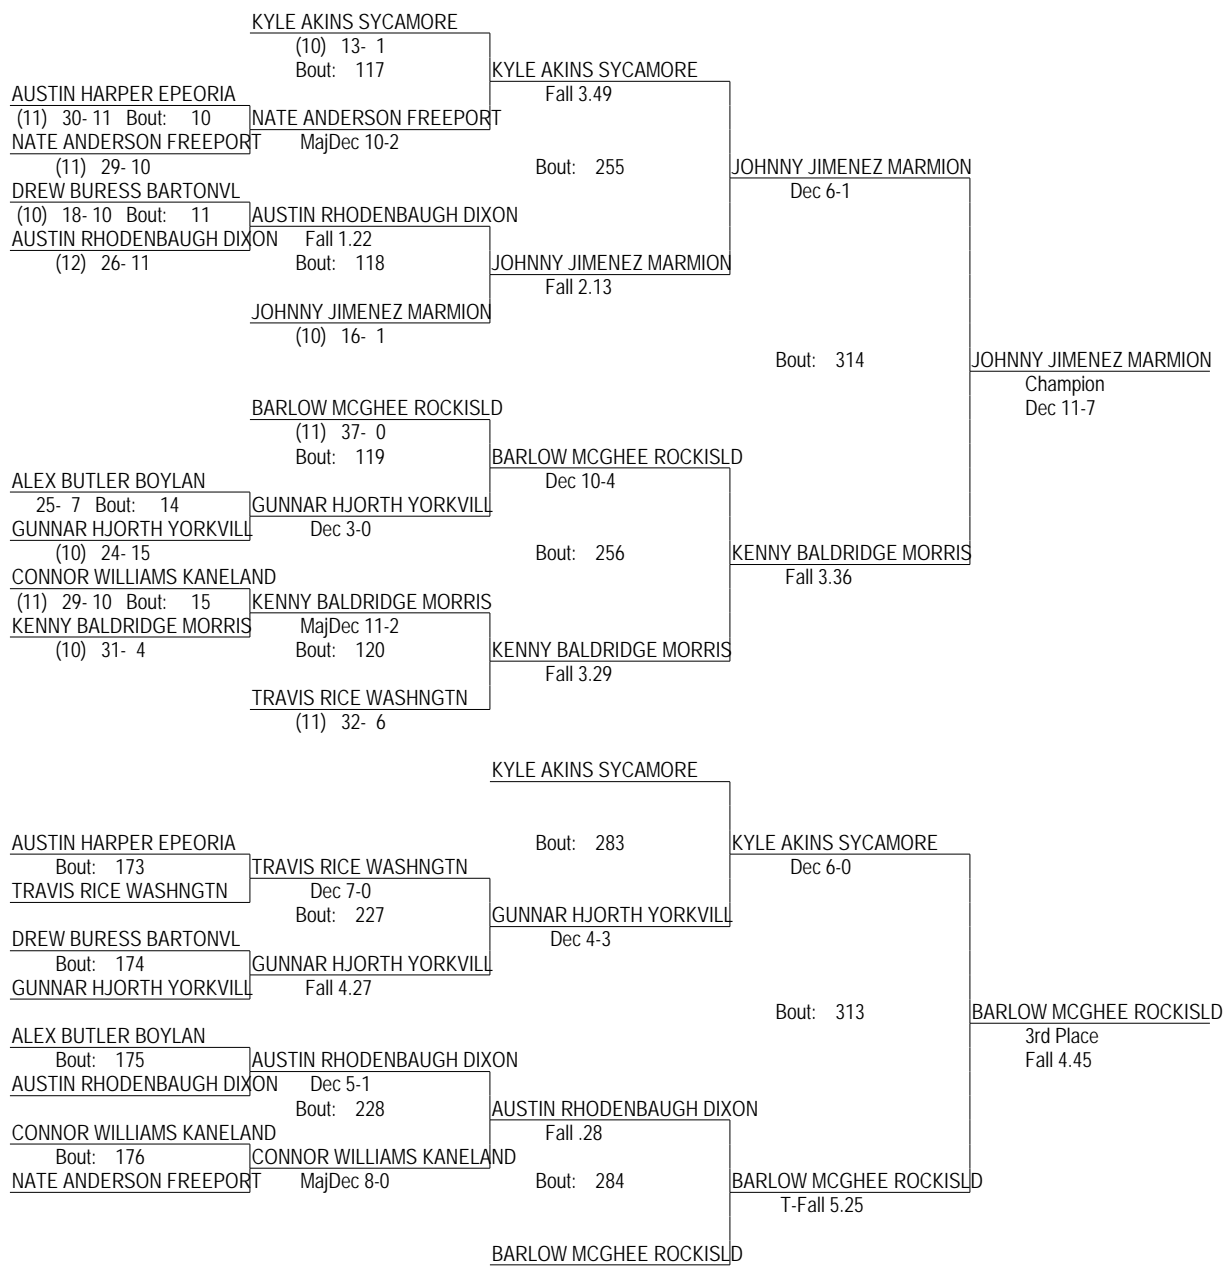 KYLE AKINS SYCAMORE
(10) 13- 1
Bout: 117
KYLE AKINS SYCAMORE
Fall 3.49
AUSTIN HARPER EPEORIA
(11) 30- 11 Bout: 10
NATE ANDERSON FREEPORT
NATE ANDERSON FREEPORT
MajDec 10-2
(11) 29- 10
Bout: 255
JOHNNY JIMENEZ MARMION
Dec 6-1
DREW BURESS BARTONVL
(10) 18- 10 Bout: 11
AUSTIN RHODENBAUGH DIXON
AUSTIN RHODENBAUGH DIXON
Fall 1.22
(12) 26- 11
Bout: 118
JOHNNY JIMENEZ MARMION
Fall 2.13
JOHNNY JIMENEZ MARMION
(10) 16- 1
Bout: 314
JOHNNY JIMENEZ MARMION
Champion
Dec 11-7
BARLOW MCGHEE ROCKISLD
(11) 37- 0
Bout: 119
BARLOW MCGHEE ROCKISLD
Dec 10-4
ALEX BUTLER BOYLAN
25- 7 Bout: 14
GUNNAR HJORTH YORKVILL
GUNNAR HJORTH YORKVILL
Dec 3-0
(10) 24- 15
Bout: 256
KENNY BALDRIDGE MORRIS
Fall 3.36
CONNOR WILLIAMS KANELAND
(11) 29- 10 Bout: 15
KENNY BALDRIDGE MORRIS
KENNY BALDRIDGE MORRIS
MajDec 11-2
(10) 31- 4
Bout: 120
KENNY BALDRIDGE MORRIS
Fall 3.29
TRAVIS RICE WASHNGTN
(11) 32- 6
KYLE AKINS SYCAMORE
Bout: 283
KYLE AKINS SYCAMORE
Dec 6-0
AUSTIN HARPER EPEORIA
Bout: 173
TRAVIS RICE WASHNGTN
TRAVIS RICE WASHNGTN
Dec 7-0
Bout: 227
GUNNAR HJORTH YORKVILL
Dec 4-3
DREW BURESS BARTONVL
Bout: 174
GUNNAR HJORTH YORKVILL
GUNNAR HJORTH YORKVILL
Fall 4.27
Bout: 313
BARLOW MCGHEE ROCKISLD
3rd Place
Fall 4.45
ALEX BUTLER BOYLAN
Bout: 175
AUSTIN RHODENBAUGH DIXON
AUSTIN RHODENBAUGH DIXON
Dec 5-1
Bout: 228
AUSTIN RHODENBAUGH DIXON
Fall .28
CONNOR WILLIAMS KANELAND
Bout: 176
CONNOR WILLIAMS KANELAND
NATE ANDERSON FREEPORT
MajDec 8-0
Bout: 284
BARLOW MCGHEE ROCKISLD
T-Fall 5.25
BARLOW MCGHEE ROCKISLD